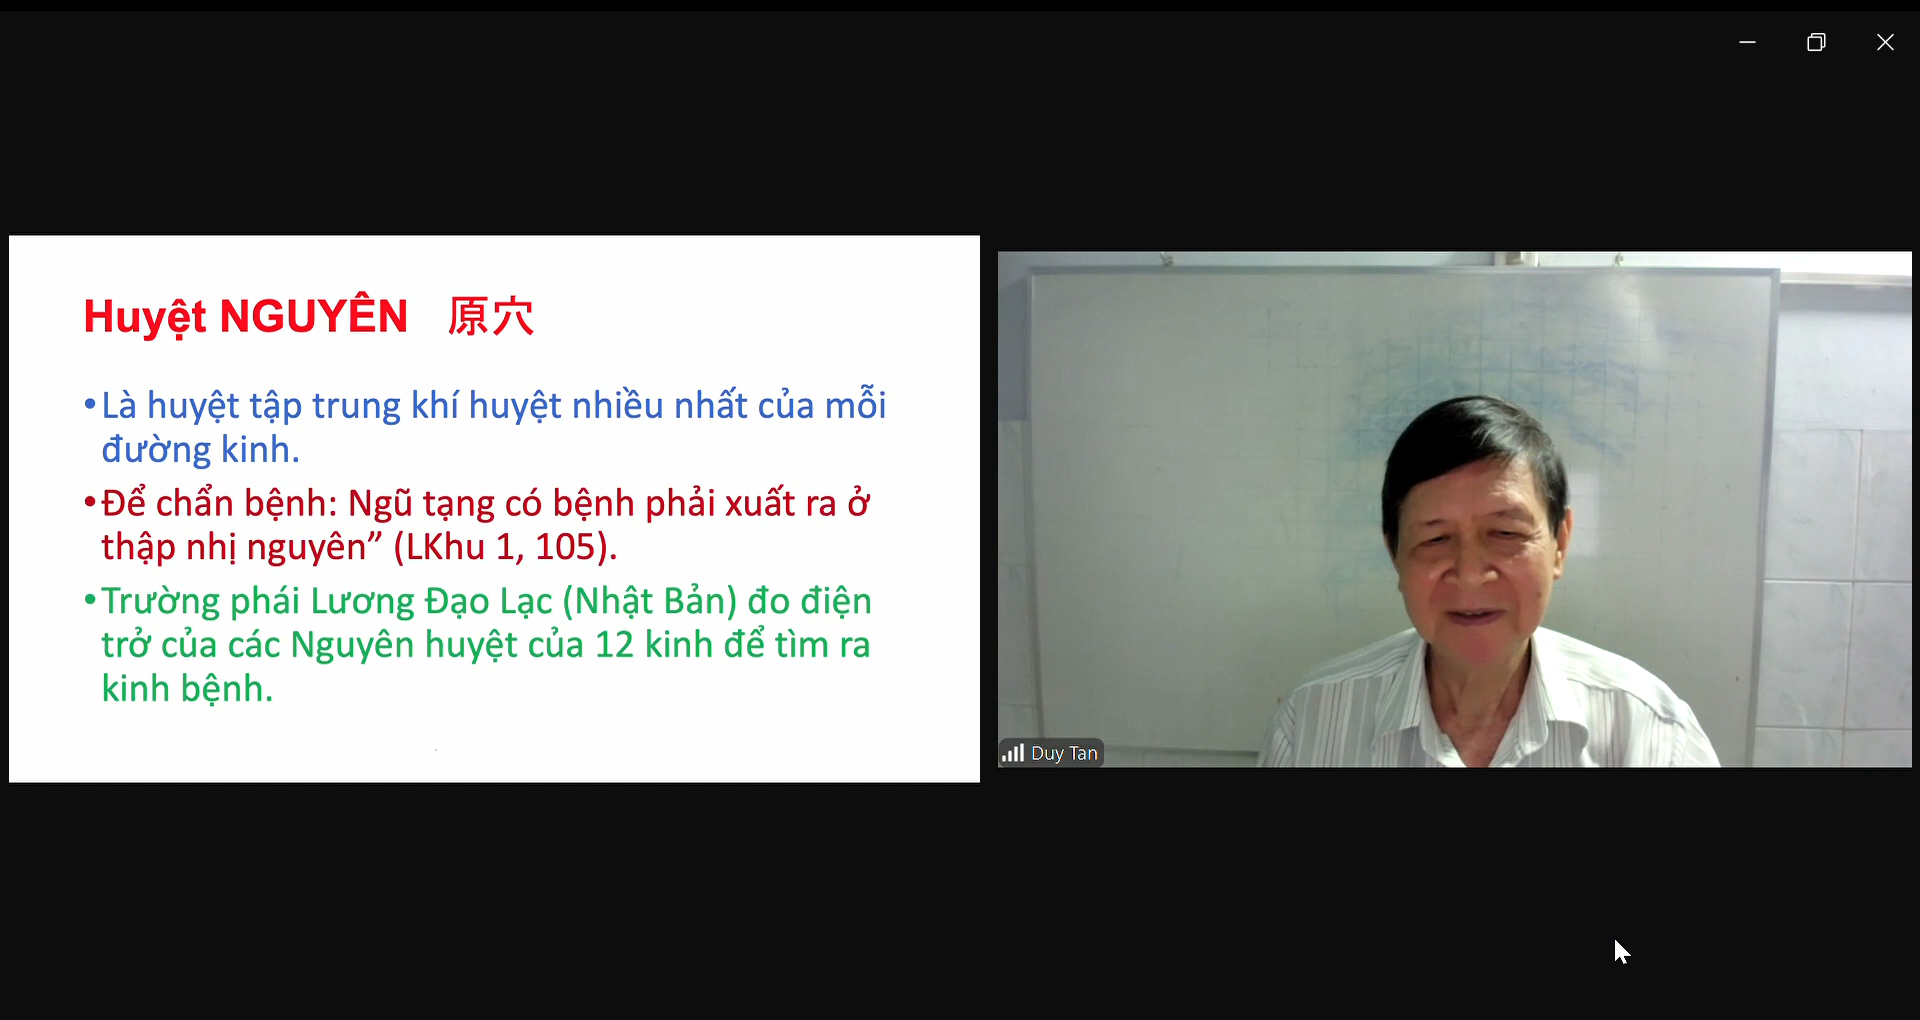 Huyệt NGUYÊN 原穴
•Là huyệt tập trung khí huyệt nhiều nhất của mỗi
đường kinh.
•Để chẩn bệnh: Ngũ tạng có bệnh phải xuất ra ở
thập nhị nguyên” (LKhu 1, 105).
•Trường phái Lương Đạo Lạc (Nhật Bản) đo điện
trở của các Nguyên huyệt của 12 kinh để tìm ra
kinh bệnh.
Duy Tan